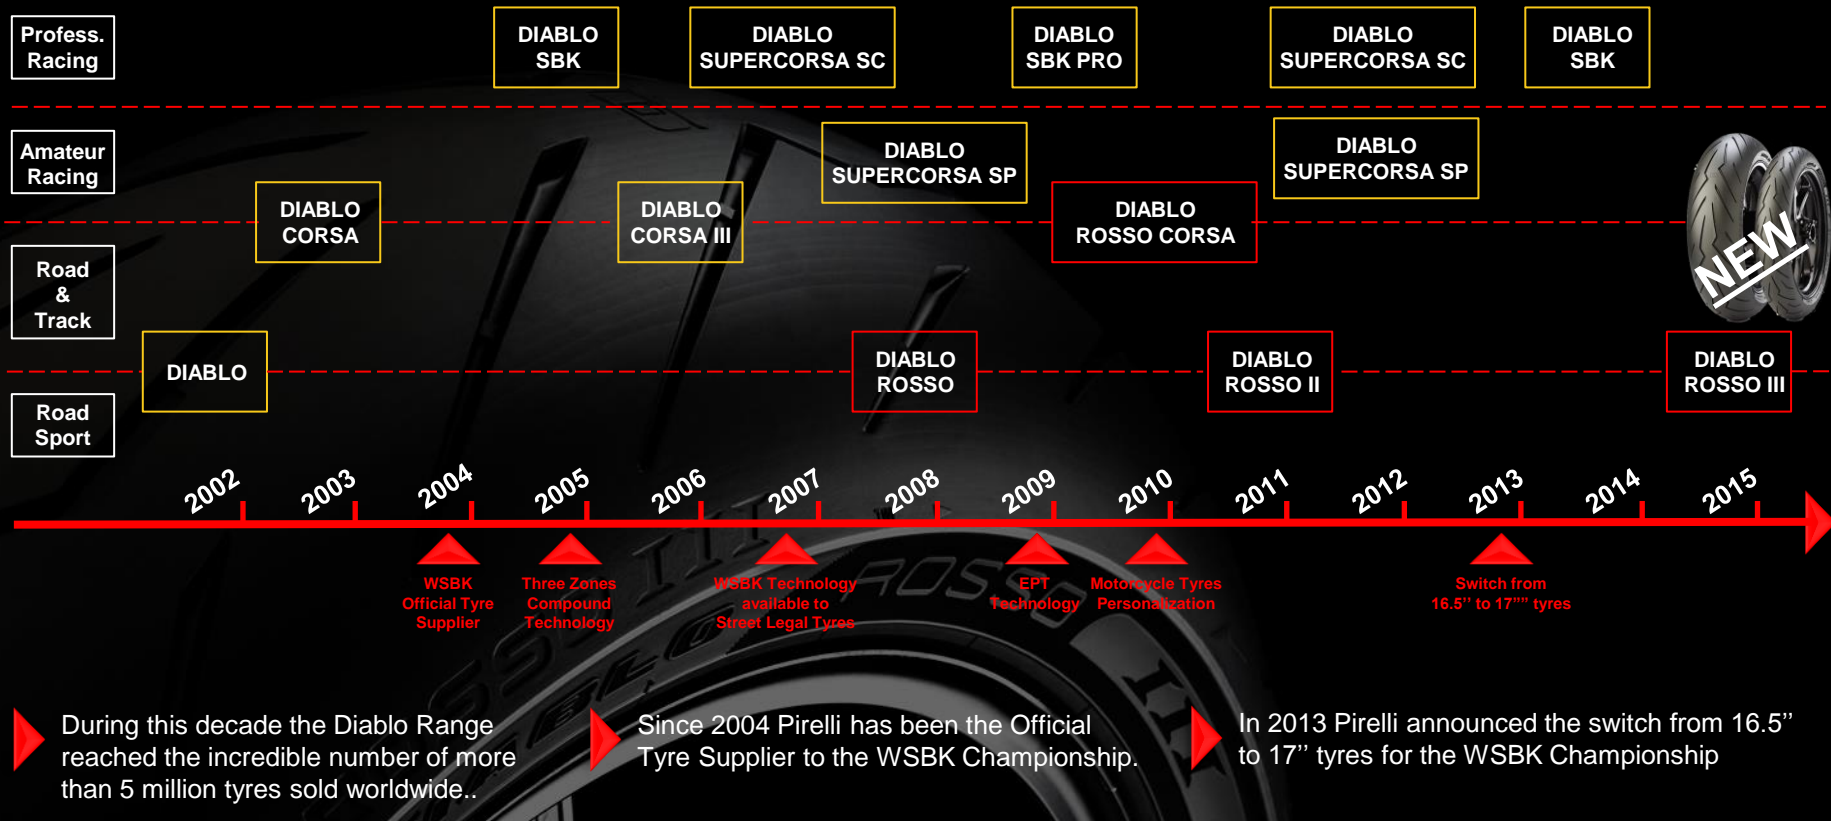 Profess.
Racing
DIABLO
SBK
DIABLO
SUPERCORSA SC
DIABLO
SBK PRO
DIABLO
SUPERCORSA SC
DIABLO
SBK
Amateur
Racing
DIABLO
SUPERCORSA SP
DIABLO
SUPERCORSA SP
DIABLO
CORSA
DIABLO
CORSA III
DIABLO
ROSSO CORSA
NEW
Road
&
Track
DIABLO
DIABLO
ROSSO
DIABLO
ROSSO II
DIABLO
ROSSO III
Road
Sport
2002
2003
2004
2005
2006
2007
2008
2009
2010
2011
2012
2013
2014
2015
WSBK
Official Tyre
Supplier
Three Zones
Compound
Technology
WSBK Technology
available to
Street Legal Tyres
EPT
Technology
Motorcycle Tyres
Personalization
Switch from
16.5’’ to 17’’’’ tyres
ROSSO III
During this decade the Diablo Range
reached the incredible number of more
than 5 million tyres sold worldwide..
Since 2004 Pirelli has been the Official
Tyre Supplier to the WSBK Championship.
In 2013 Pirelli announced the switch from 16.5’’
to 17’’ tyres for the WSBK Championship